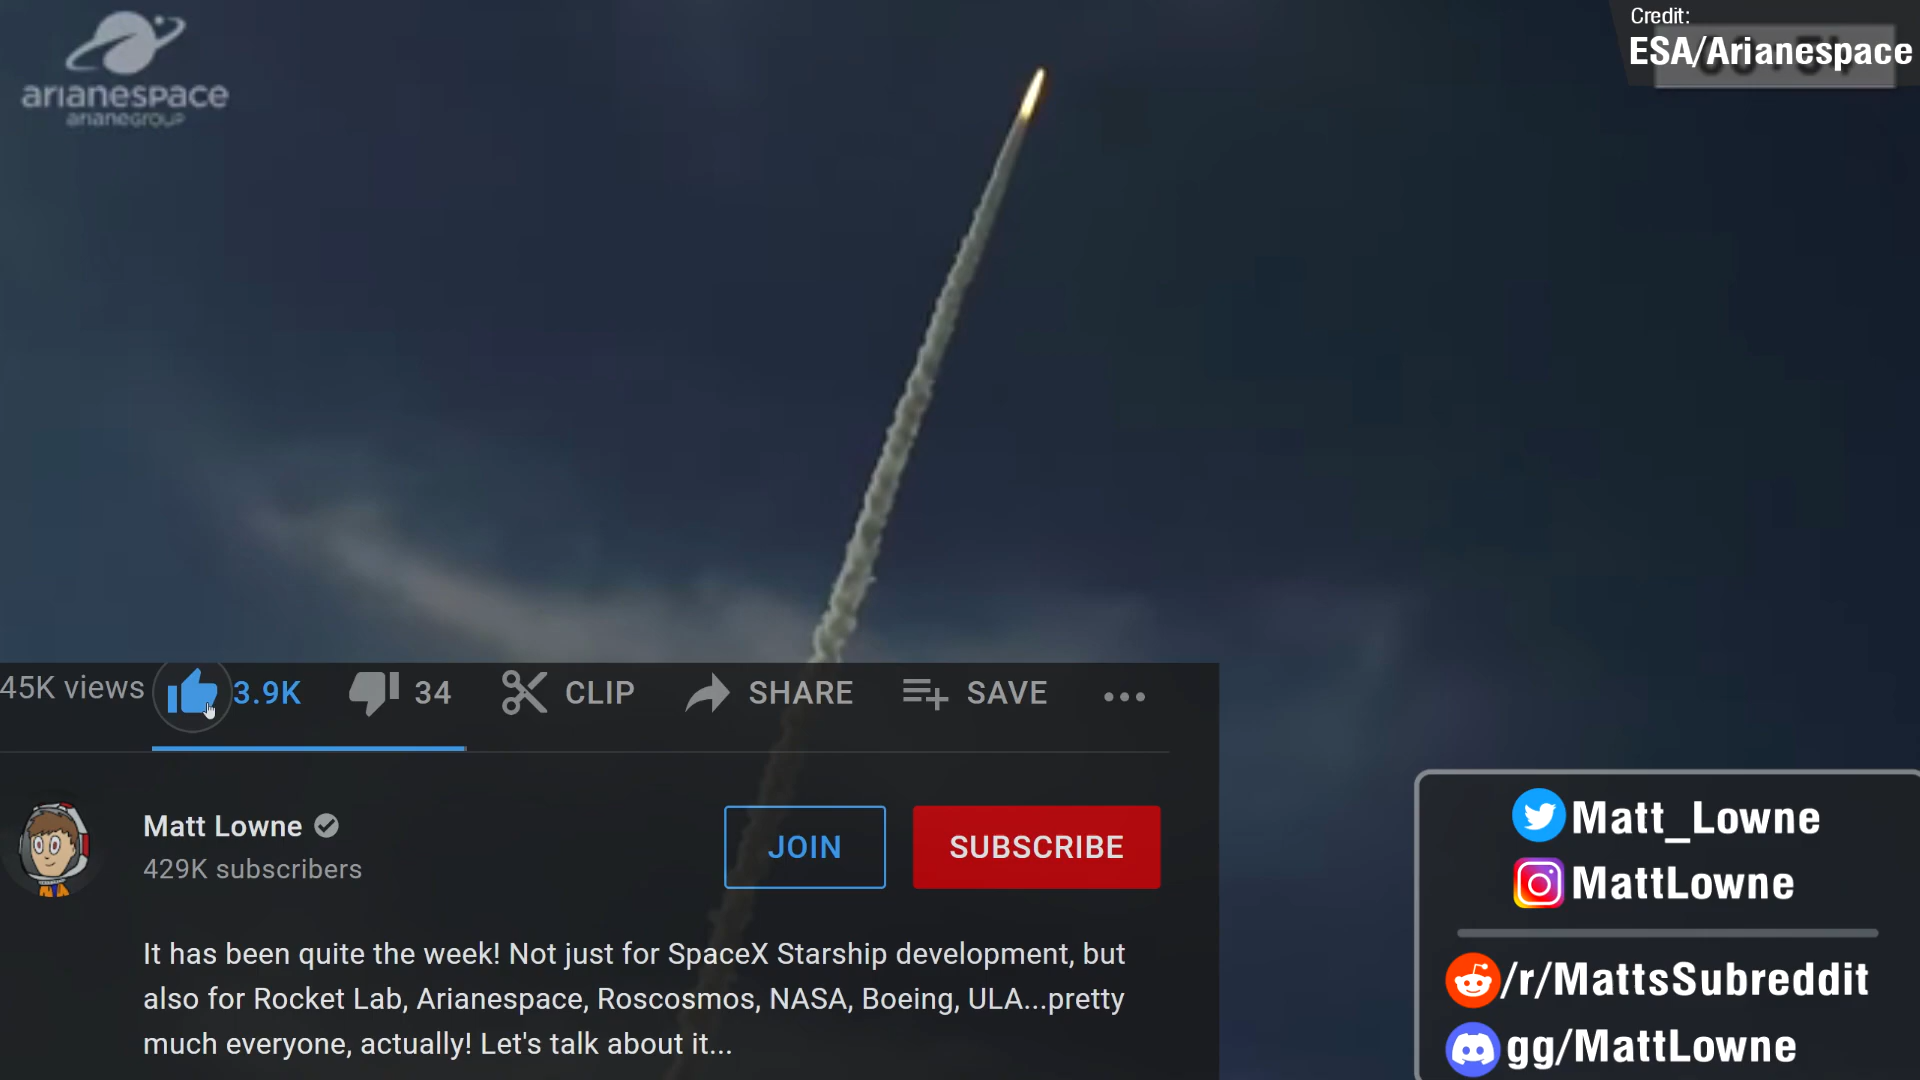 arianespace
arianeGROUP
Credit:
ESA/Arianespace
45K views
3.9K
34
CLIP
SHARE
SAVE
Matt Lowne
429K subscribers
JOIN
SUBSCRIBE
It has been quite the week! Not just for SpaceX Starship development, but
also for Rocket Lab, Arianespace, Roscosmos, NASA, Boeing, ULA...pretty
much everyone, actually! Let's talk about it...
Matt_Lowne
MattLowne
/r/MattsSubreddit
gg/MattLowne